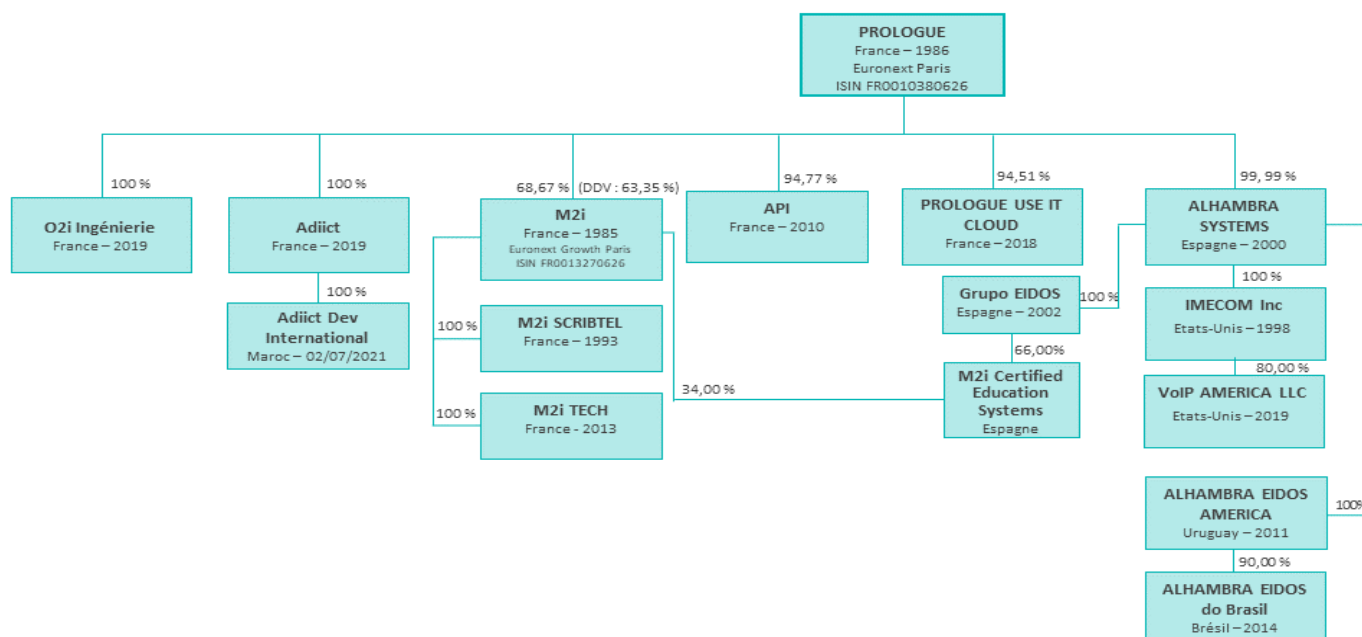 PROLOGUE
France – 1986
Euronext Paris
ISIN FR0010380626
100 %
O2i Ingénierie
France – 2019
100 %
Adiict
France – 2019
100 %
Adiict Dev
International
Maroc – 02/07/2021
68,67 % (DDV : 63,35 %)
M2i
France – 1985
Euronext Growth Paris
ISIN FR0013270626
100 %
M2i SCRIBTEL
France – 1993
100 %
M2i TECH
France - 2013
34,00 %
94,77 %
API
France – 2010
94,51 %
PROLOGUE USE IT
CLOUD
France – 2018
99, 99 %
ALHAMBRA
SYSTEMS
Espagne – 2000
100 %
Grupo EIDOS
Espagne – 2002
66,00%
M2i Certified
Education
Systems
Espagne
100 %
IMECOM Inc
Etats-Unis – 1998
80,00 %
VoIP AMERICA LLC
Etats-Unis – 2019
100%
ALHAMBRA EIDOS
AMERICA
Uruguay – 2011
90,00 %
ALHAMBRA EIDOS
do Brasil
Brésil – 2014